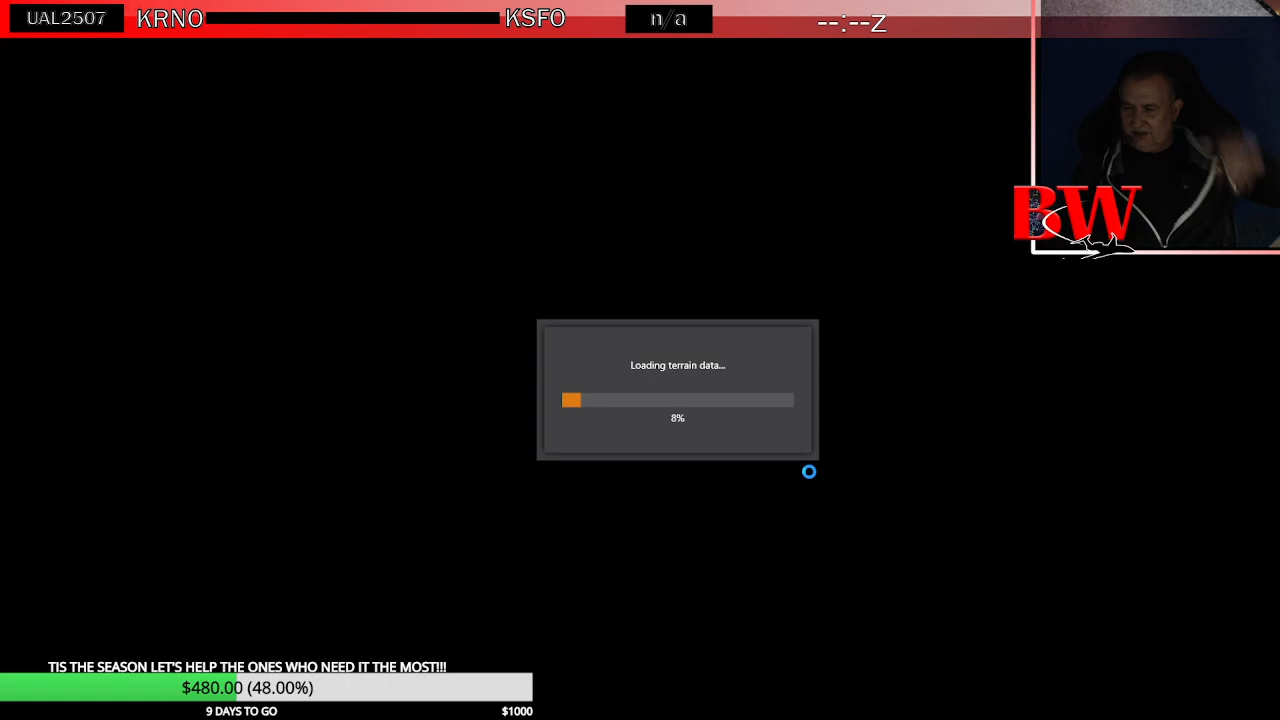 UAL2507 KRNO KSFO n/a --:--Z
BW
Loading terrain data...
8%
TIS THE SEASON LET'S HELP THE ONES WHO NEED IT THE MOST!!!
$480.00 (48.00%)
9 DAYS TO GO $1000